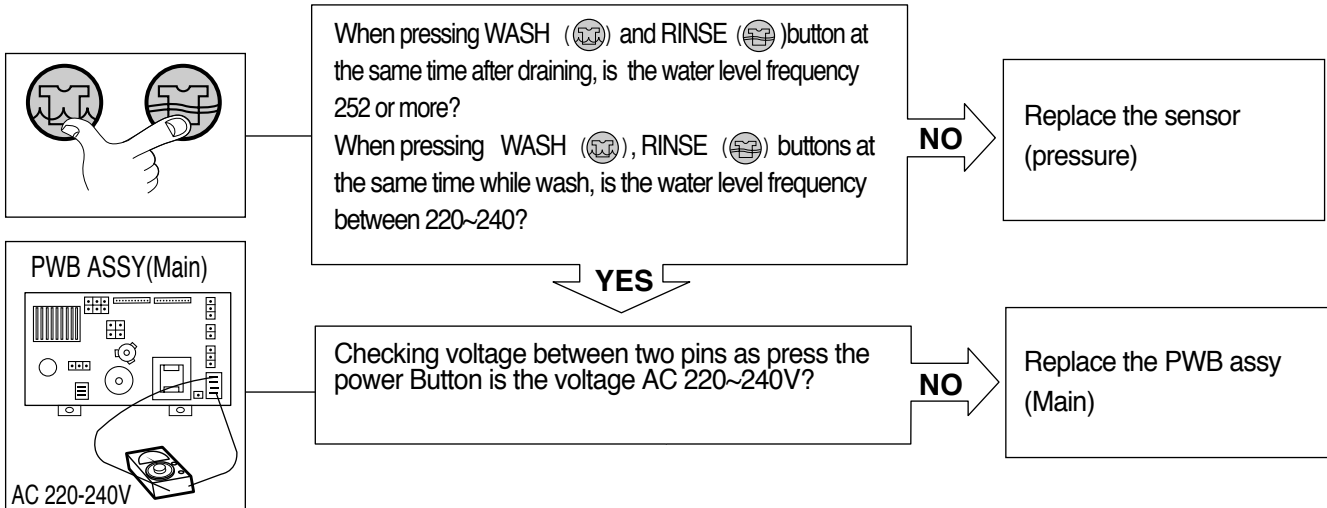 When pressing WASH ( ) and RINSE ( )button at
the same time after draining, is the water level frequency
252 or more?
When pressing WASH ( ), RINSE ( ) buttons at
the same time while wash, is the water level frequency
between 220~240?
NO
Replace the sensor
(pressure)
YES
PWB ASSY(Main)
AC 220-240V
Checking voltage between two pins as press the
power Button is the voltage AC 220~240V?
NO
Replace the PWB assy
(Main)